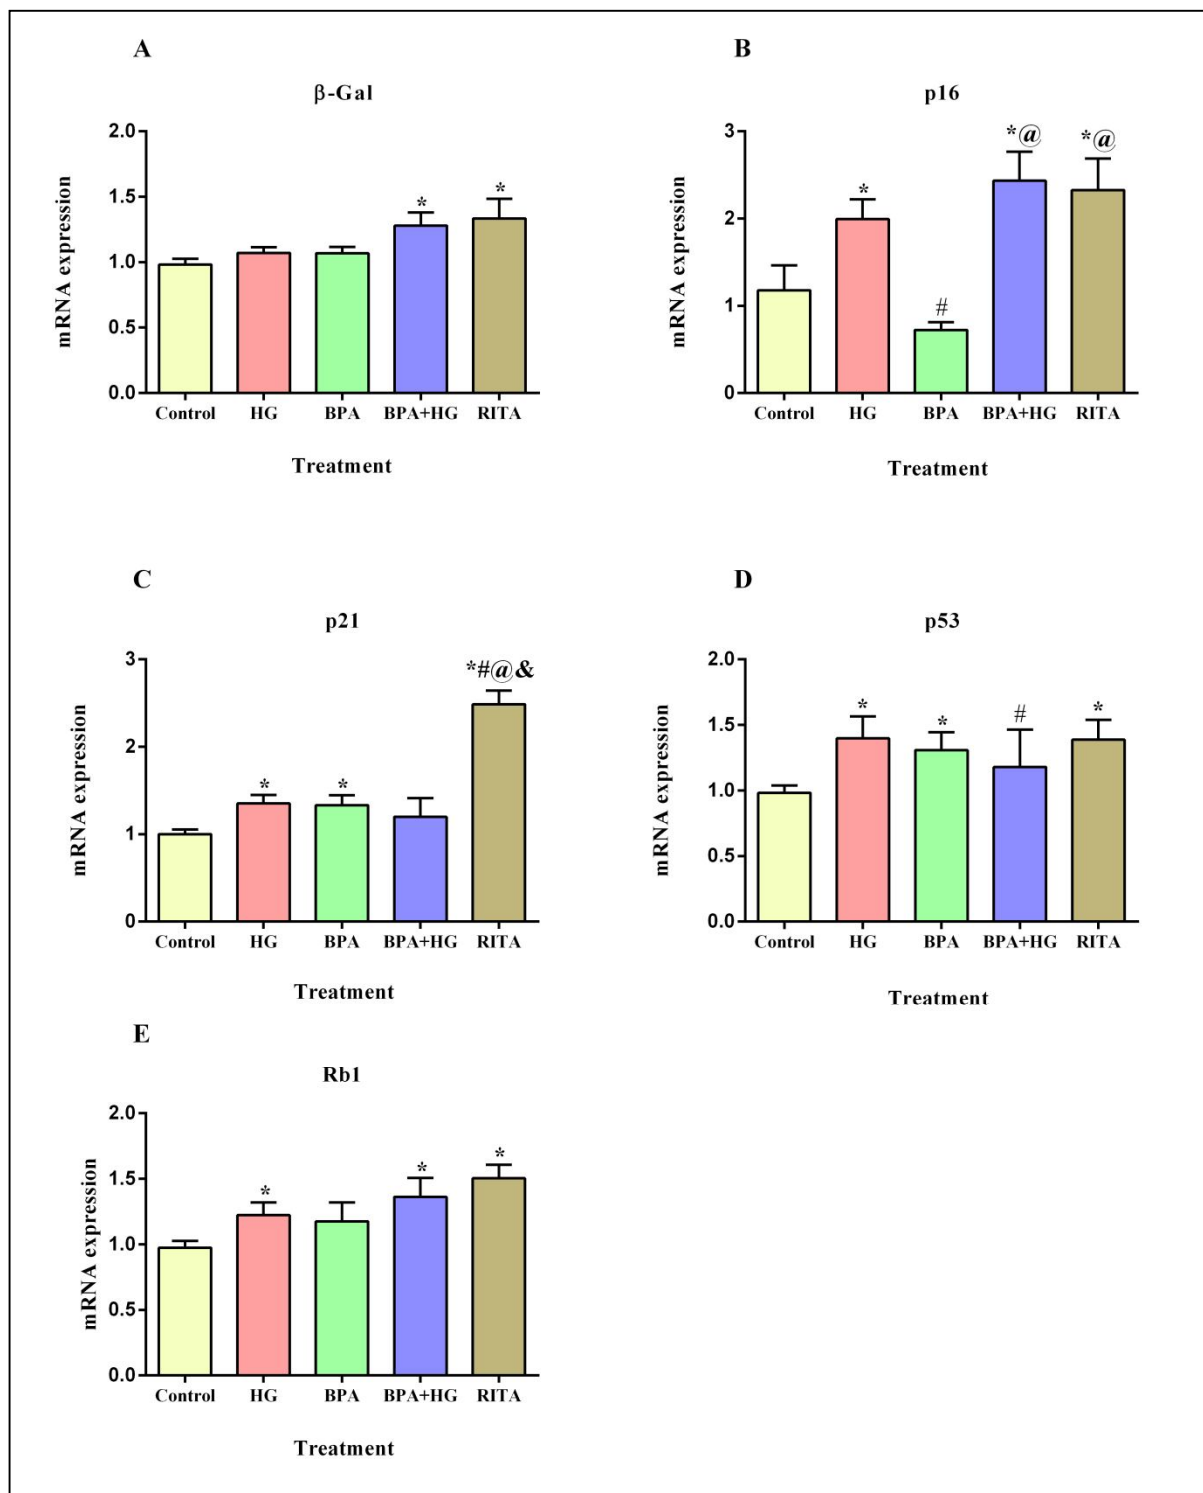 A
β-Gal
mRNA expression
2.0
1.5
1.0
0.5
0.0
* *
Control HG BPA BPA+HG RITA
Treatment
B
p16
mRNA expression
3
2
1
0
* # *@ *@
Control HG BPA BPA+HG RITA
Treatment
C
p21
mRNA expression
3
2
1
0
* * *#@&
Control HG BPA BPA+HG RITA
Treatment
D
p53
mRNA expression
2.0
1.5
1.0
0.5
0.0
* * # *
Control HG BPA BPA+HG RITA
Treatment
E
Rb1
mRNA expression
2.0
1.5
1.0
0.5
0.0
* * *
Control HG BPA BPA+HG RITA
Treatment